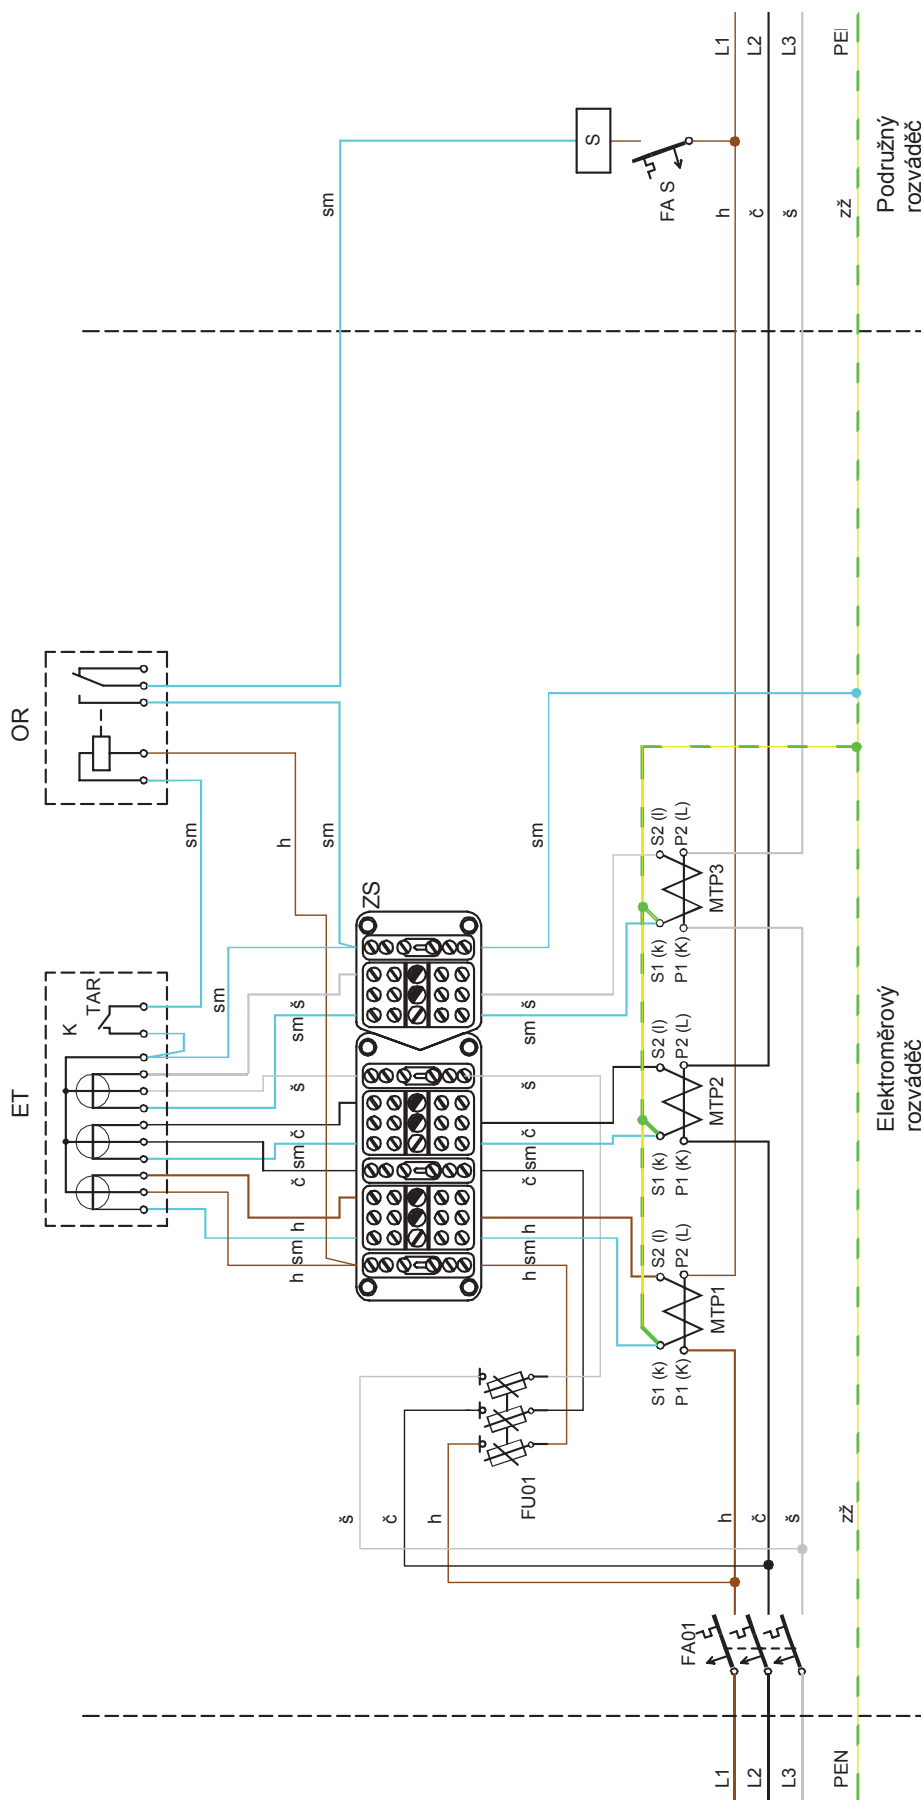 L1
L2
L3
PE
Podružný
rozváděč
S
FA S
sm
h
č
š
zž
OR
sm
h
sm
sm
ET
K
TAR
sm
ZS
S2 (l)
P2 (L)
MTP3
S1 (k)
P1 (K)
Elektroměrový
rozváděč
sm š
š
č
sm č
h sm h
sm š
š
č sm č
h sm h
S2 (l)
P2 (L)
MTP2
S1 (k)
P1 (K)
S2 (l)
P2 (L)
MTP1
S1 (k)
P1 (K)
FU01
š
č
h
h
č
š
zž
FA01
L1
L2
L3
PEN